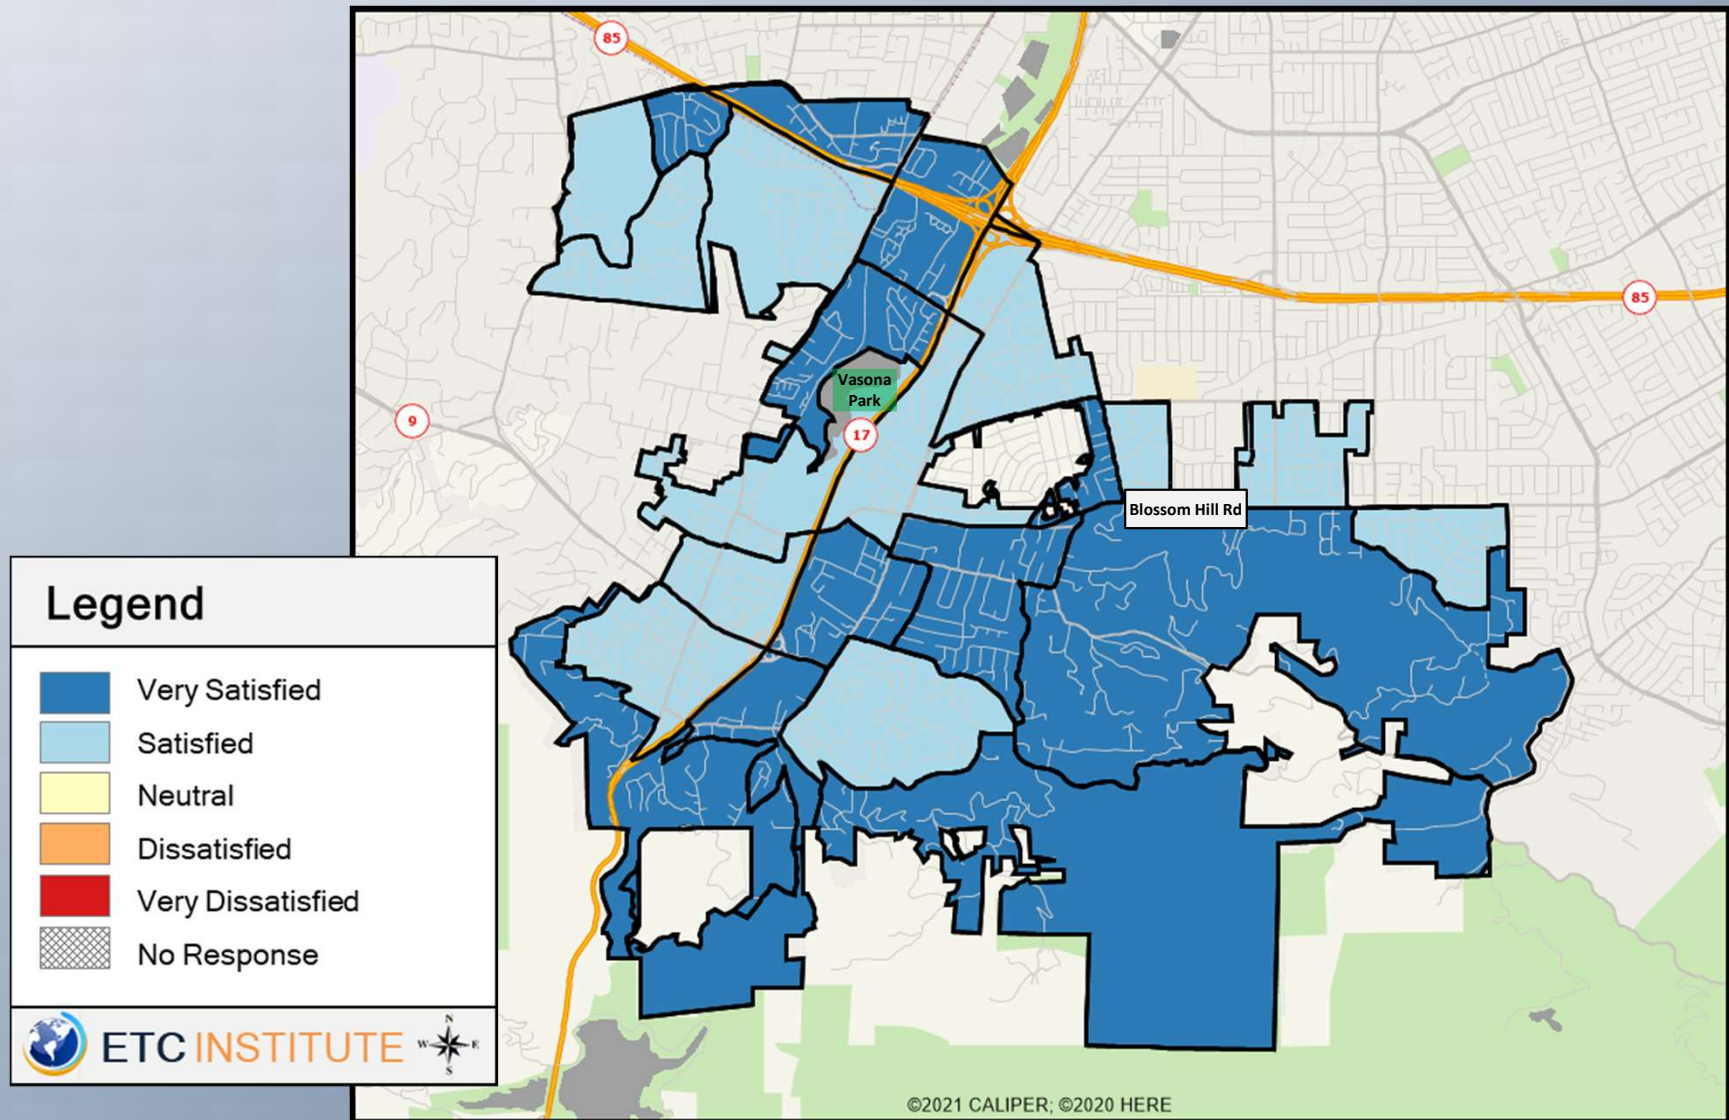 85
85
Vasona
Park
9
17
Blossom Hill Rd
Legend
Very Satisfied
Satisfied
Neutral
Dissatisfied
Very Dissatisfied
No Response
ETC INSTITUTE
N
W E
S
©2021 CALIPER; ©2020 HERE